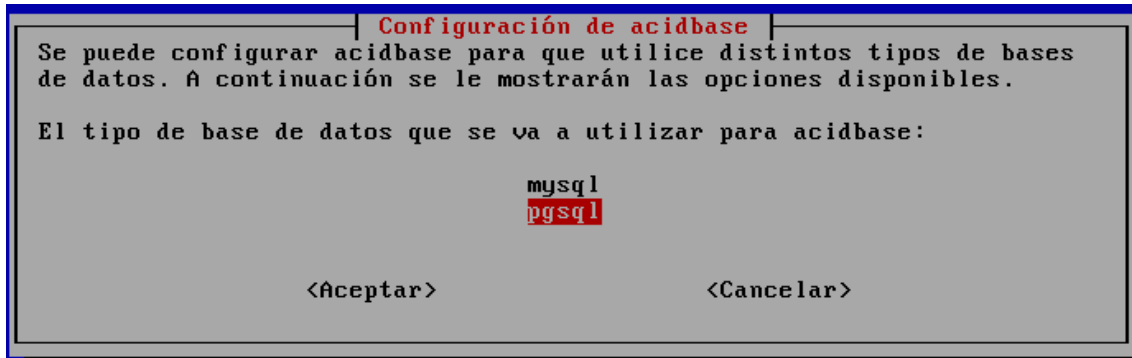 Configuración de acidbase
Se puede configurar acidbase para que utilice distintos tipos de bases
de datos. A continuación se le mostrarán las opciones disponibles.
El tipo de base de datos que se va a utilizar para acidbase:
mysql
pgsql
<Aceptar> <Cancelar>